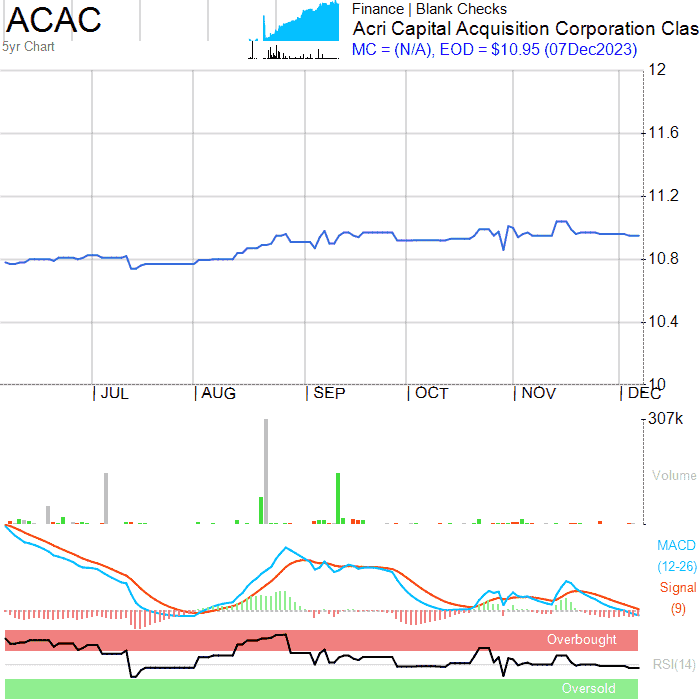 ACAC
5yr Chart
Finance | Blank Checks
Acri Capital Acquisition Corporation Clas
MC = (N/A), EOD = $10.95 (07Dec2023)
12
11.6
11.2
10.8
10.4
10
JUL AUG SEP OCT NOV DEC
307k
Volume
MACD
(12-26)
Signal
(9)
Overbought
RSI(14)
Oversold